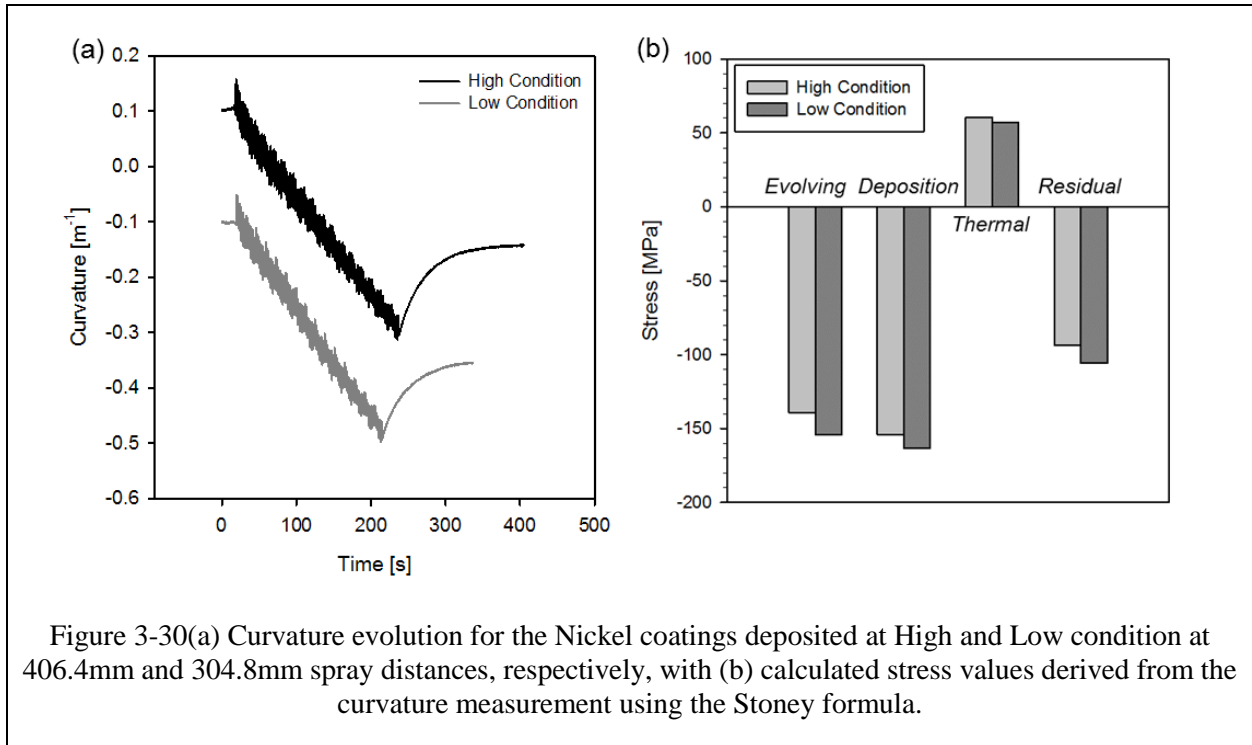 (a)
0.2
0.1
0.0
-0.1
-0.2
-0.3
-0.4
-0.5
-0.6
Curvature [m-1]
High Condition
Low Condition
0 100 200 300 400 500
Time [s]
(b)
100
50
0
-50
-100
-150
-200
Stress [MPa]
High Condition
Low Condition
Evolving Deposition Residual
Thermal
Figure 3-30(a) Curvature evolution for the Nickel coatings deposited at High and Low condition at
406.4mm and 304.8mm spray distances, respectively, with (b) calculated stress values derived from the
curvature measurement using the Stoney formula.